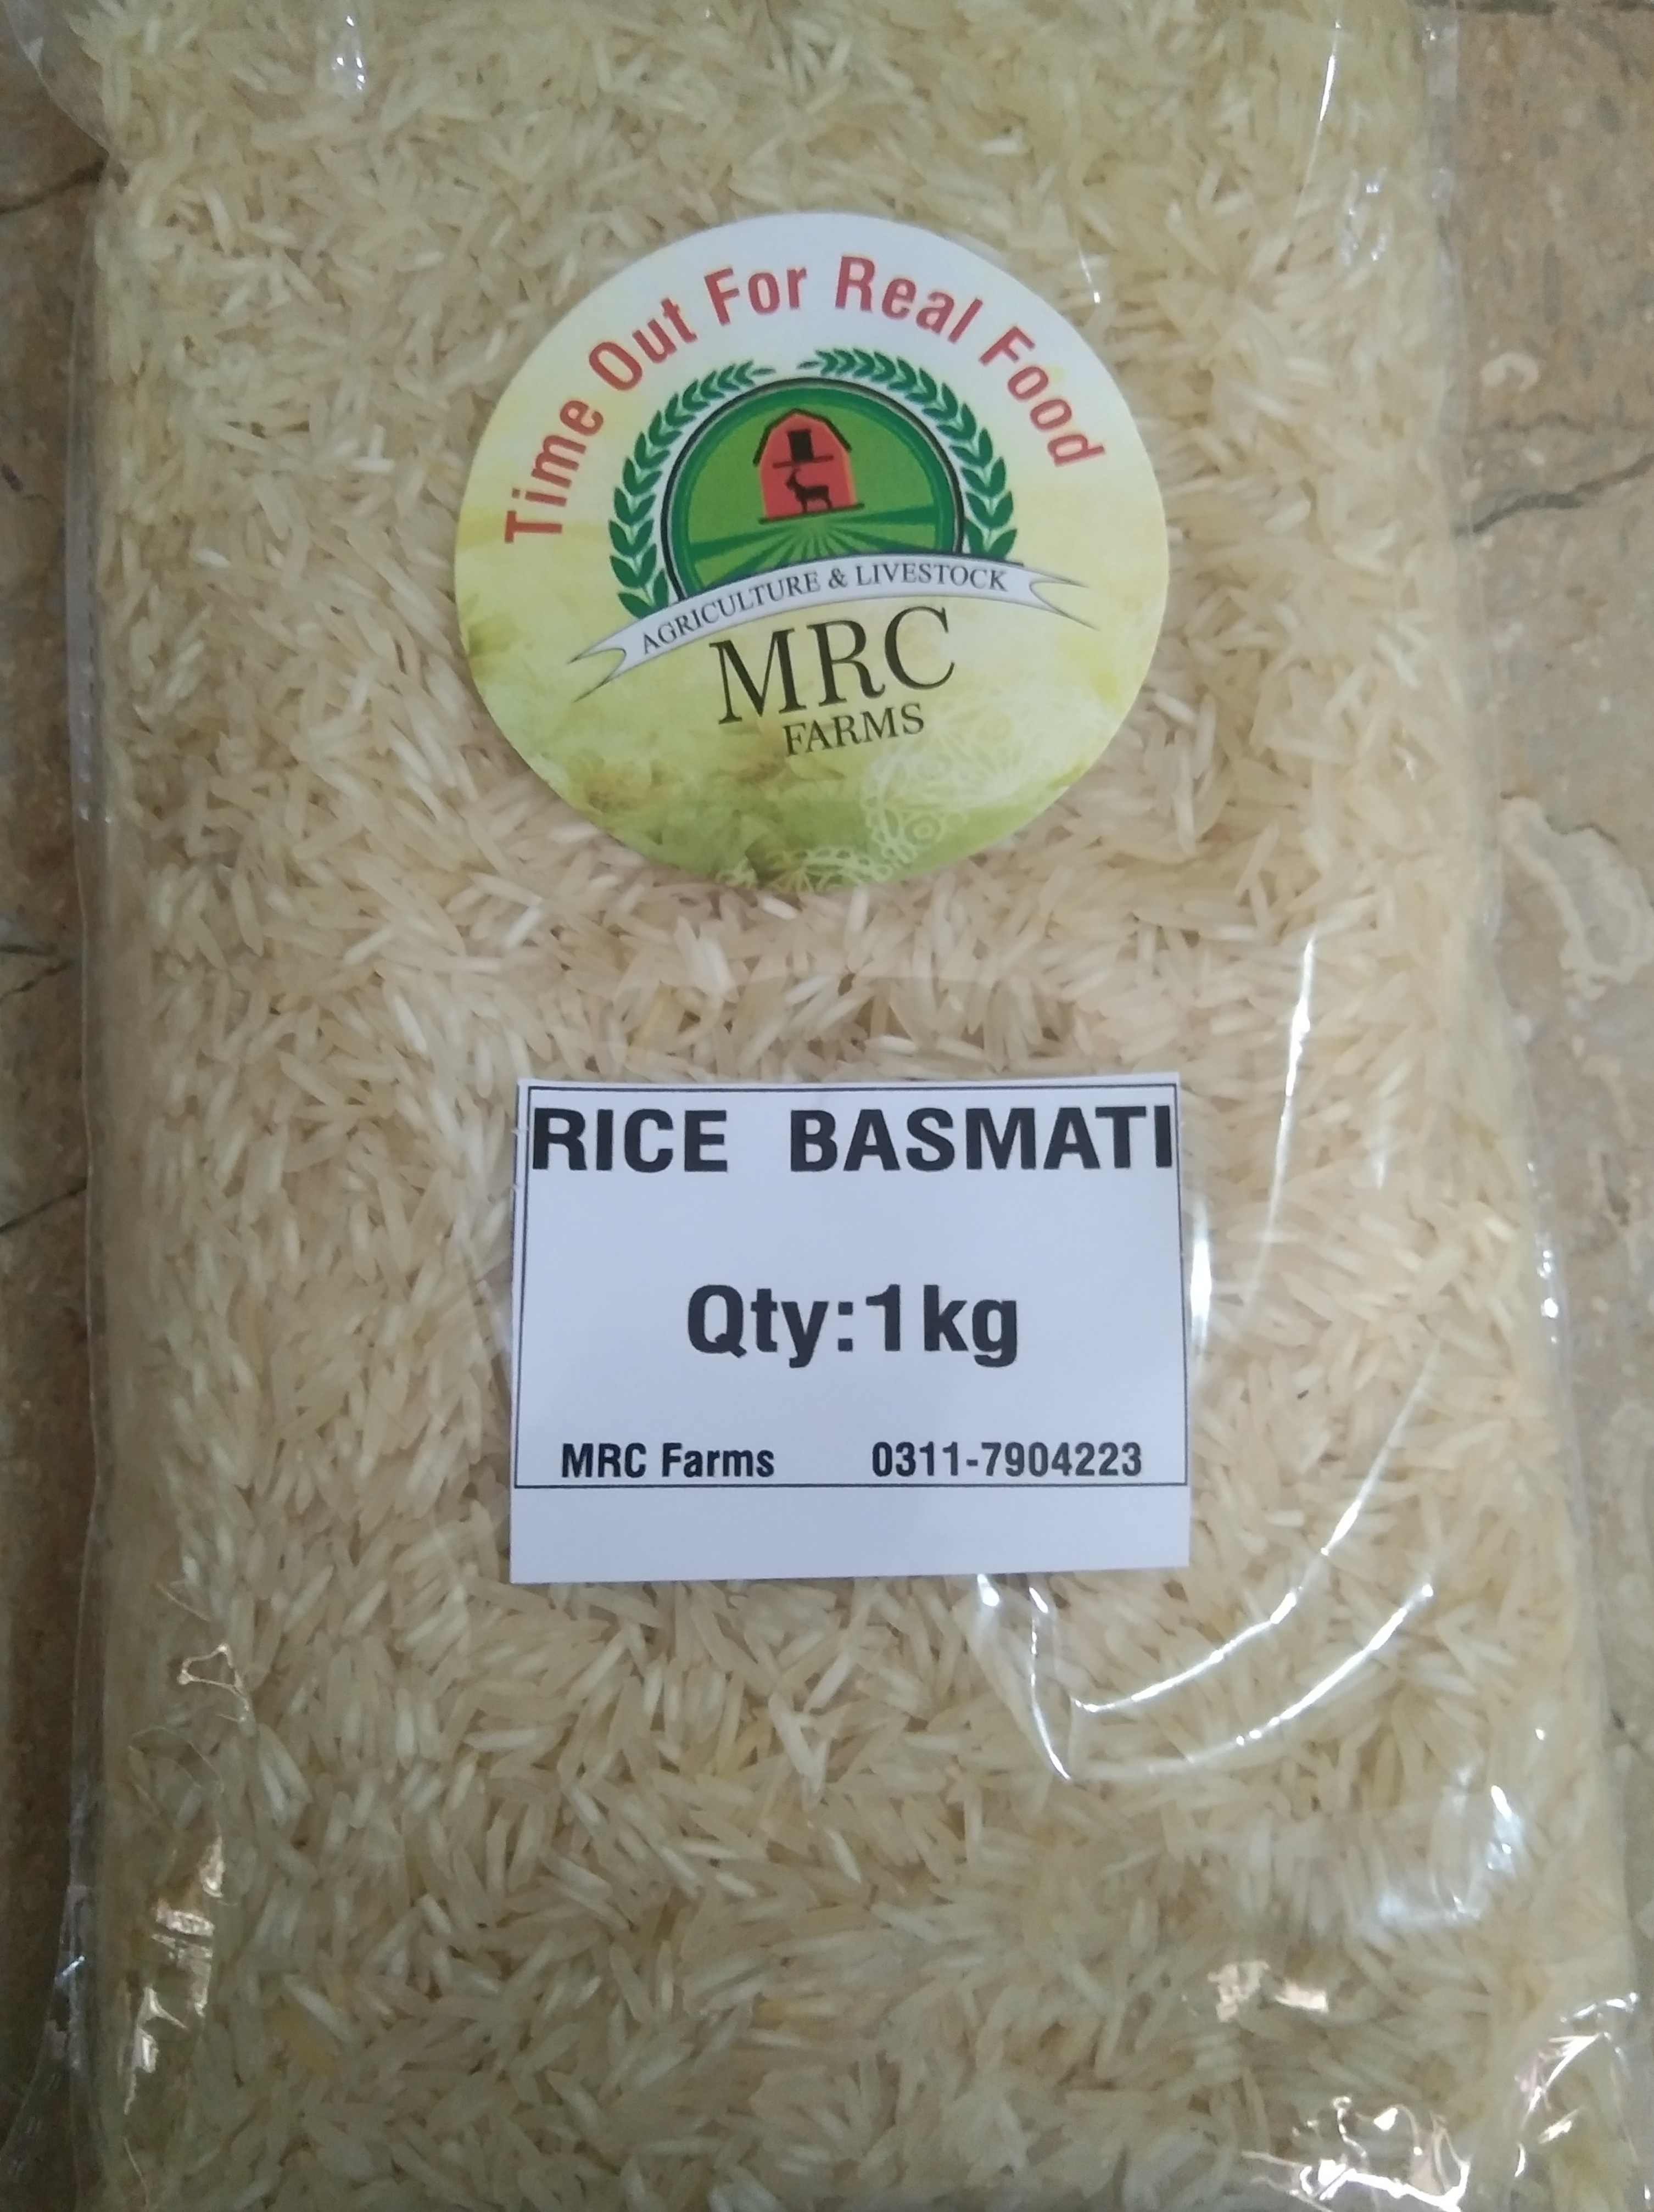 Time Out For Real Food
AGRICULTURE & LIVESTOCK
MRC
FARMS
RICE BASMATI
Qty:1kg
MRC Farms 0311-7904223